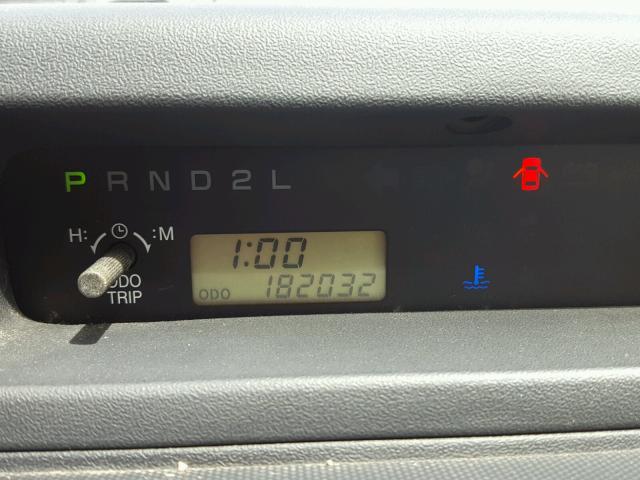 P R N D 2 L
H: :M
1:00
ODO
TRIP
ODO 182032